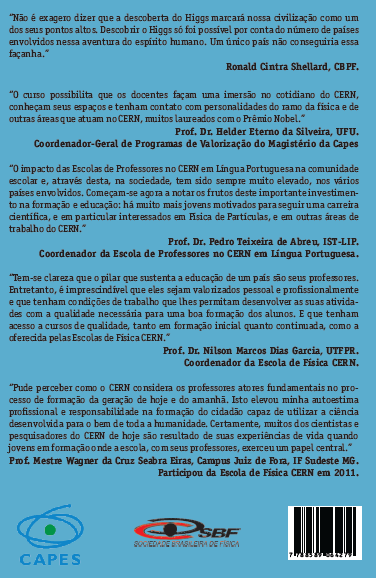 “Não é exagero dizer que a descoberta do Higgs marcará nossa civilização como um
dos seus pontos altos. Descobrir o Higgs só foi possível por conta do número de países
envolvidos nessa aventura do espírito humano. Um único país não conseguiria essa
façanha.”
Ronald Cintra Shellard, CBPF.
“O curso possibilita que os docentes façam uma imersão no cotidiano do CERN,
conheçam seus espaços e tenham contato com personalidades do ramo da física e de
outras áreas que atuam no CERN, muitos laureados com o Prêmio Nobel.”
Prof. Dr. Helder Eterno da Silveira, UFU.
Coordenador-Geral de Programas de Valorização do Magistério da Capes
“O impacto das Escolas de Professores no CERN em Língua Portuguesa na comunidade
escolar e, através desta, na sociedade, tem sido sempre muito elevado, nos vários
países envolvidos. Começam-se agora a notar os frutos deste importante investimen-
to na formação e educação: há muito mais jovens motivados para seguir uma carreira
científica, e em particular interessados em Física de Partículas, e em outras áreas de
trabalho do CERN.”
Prof. Dr. Pedro Teixeira de Abreu, IST-LIP.
Coordenador da Escola de Professores no CERN em Língua Portuguesa.
“Tem-se clareza que o pilar que sustenta a educação de um país são seus professores.
Entretanto, é imprescindível que eles sejam valorizados pessoal e profissionalmente
e que tenham condições de trabalho que lhes permitam desenvolver as suas ativida-
des com a qualidade necessária para uma boa formação dos alunos. E que tenham
acesso a cursos de qualidade, tanto em formação inicial quanto continuada, como a
oferecida pelas Escolas de Física CERN.”
Prof. Dr. Nilson Marcos Dias Garcia, UTFPR.
Coordenador da Escola de Física CERN.
“Pude perceber como o CERN considera os professores atores fundamentais no pro-
cesso de formação da geração de hoje e do amanhã. Isto elevou minha autoestima
profissional e responsabilidade na formação do cidadão capaz de utilizar a ciência
desenvolvida para o bem de toda a humanidade. Certamente, muitos dos cientistas e
pesquisadores do CERN de hoje são resultado de suas experiências de vida quando
jovens em formação onde a escola, com seus professores, exerceu um papel central.”
Prof. Mestre Wagner da Cruz Seabra Eiras, Campus Juiz de Fora, IF Sudeste MG.
Participou da Escola de Física CERN em 2011.
CAPES
SBF
SOCIEDADE BRASILEIRA DE FÍSICA